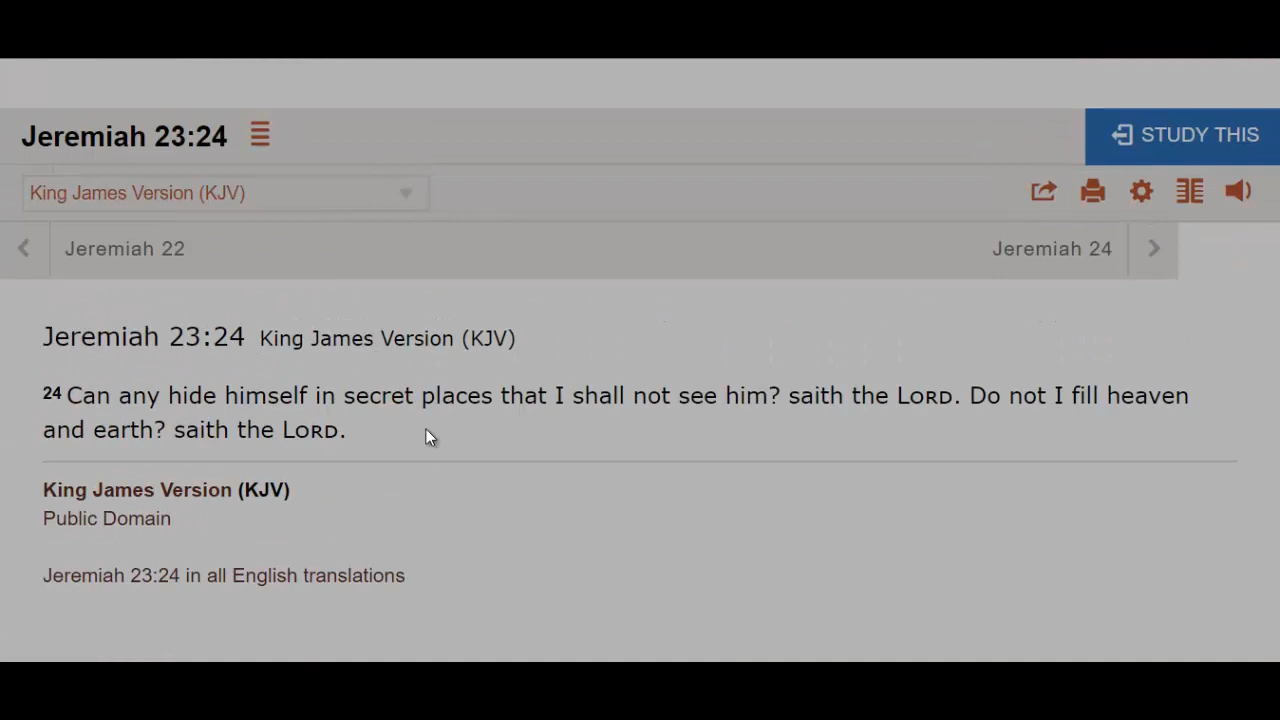 Jeremiah 23:24
STUDY THIS
King James Version (KJV)
Jeremiah 22
Jeremiah 24
Jeremiah 23:24 King James Version (KJV)
24 Can any hide himself in secret places that I shall not see him? saith the LORD. Do not I fill heaven
and earth? saith the LORD.
King James Version (KJV)
Public Domain
Jeremiah 23:24 in all English translations